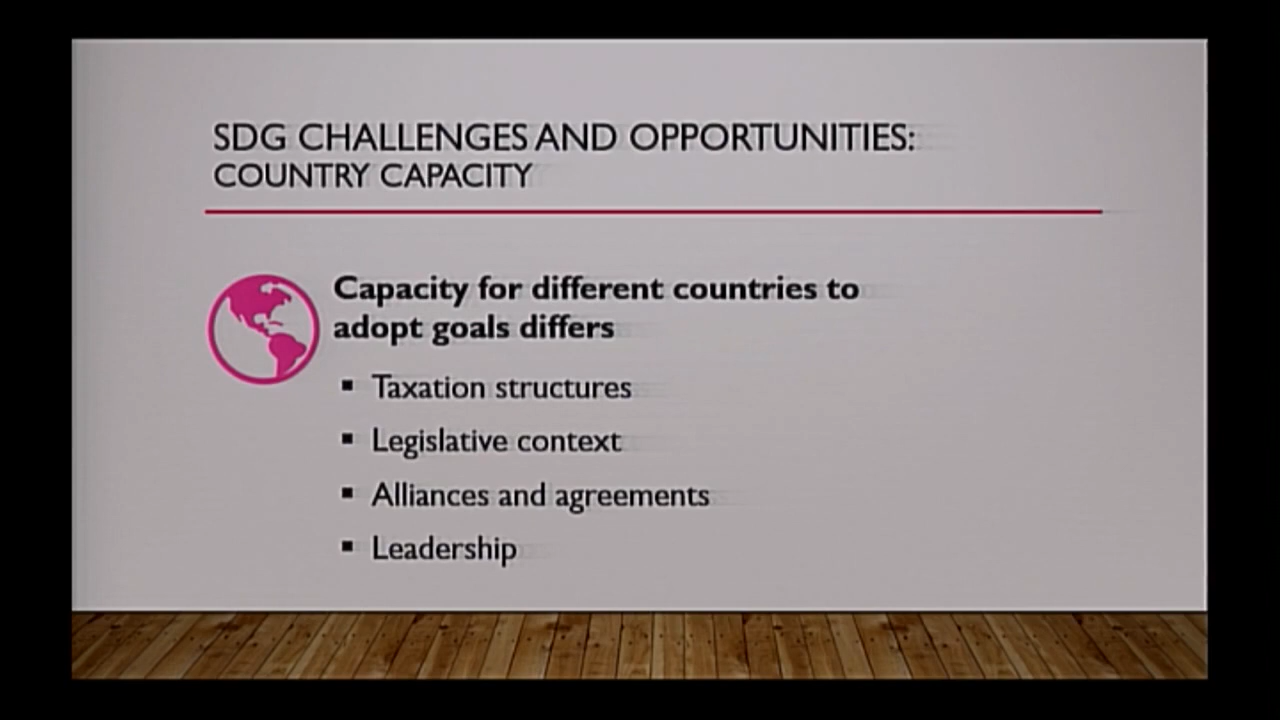 SDG CHALLENGES AND OPPORTUNITIES:
COUNTRY CAPACITY
Capacity for different countries to
adopt goals differs
▪ Taxation structures
▪ Legislative context
▪ Alliances and agreements
▪ Leadership